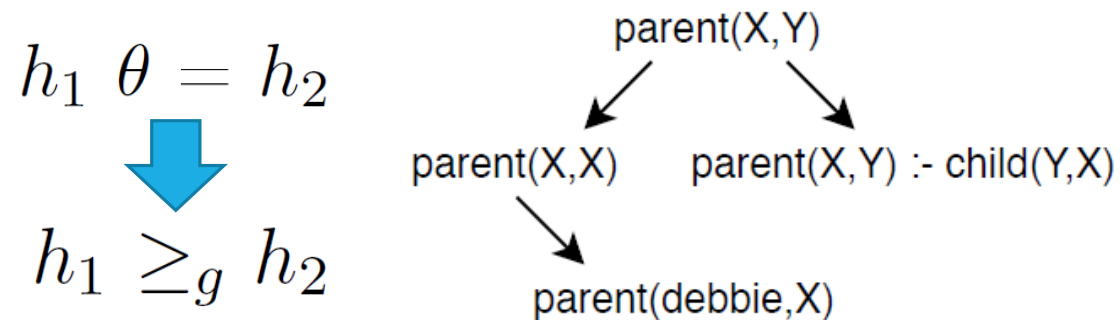 h₁ θ = h₂
h₁ ≥g h₂
parent(X,Y)
parent(X,X)
parent(X,Y) :- child(Y,X)
parent(debbie,X)